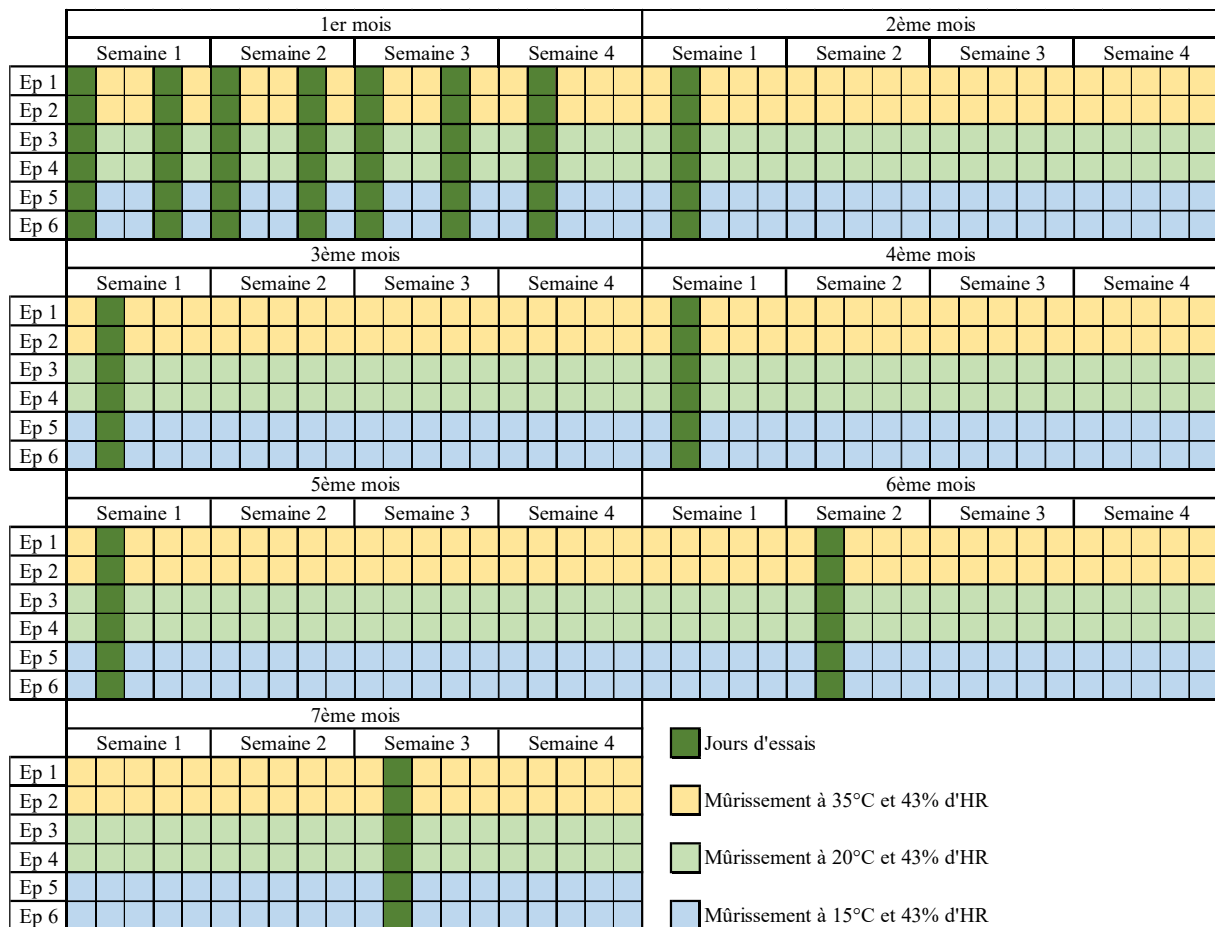 1er mois 2ème mois
Semaine 1 Semaine 2 Semaine 3 Semaine 4 Semaine 1 Semaine 2 Semaine 3 Semaine 4
Ep 1
Ep 2
Ep 3
Ep 4
Ep 5
Ep 6
3ème mois 4ème mois
Semaine 1 Semaine 2 Semaine 3 Semaine 4 Semaine 1 Semaine 2 Semaine 3 Semaine 4
Ep 1
Ep 2
Ep 3
Ep 4
Ep 5
Ep 6
5ème mois 6ème mois
Semaine 1 Semaine 2 Semaine 3 Semaine 4 Semaine 1 Semaine 2 Semaine 3 Semaine 4
Ep 1
Ep 2
Ep 3
Ep 4
Ep 5
Ep 6
7ème mois
Semaine 1 Semaine 2 Semaine 3 Semaine 4
Ep 1
Ep 2
Ep 3
Ep 4
Ep 5
Ep 6
Jours d'essais
Mûrissement à 35°C et 43% d'HR
Mûrissement à 20°C et 43% d'HR
Mûrissement à 15°C et 43% d'HR